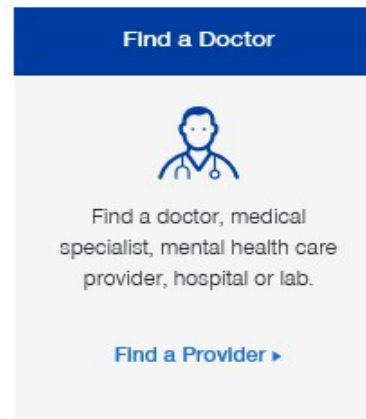 Find a Doctor
Find a doctor, medical
specialist, mental health care
provider, hospital or lab.
Find a Provider ▸